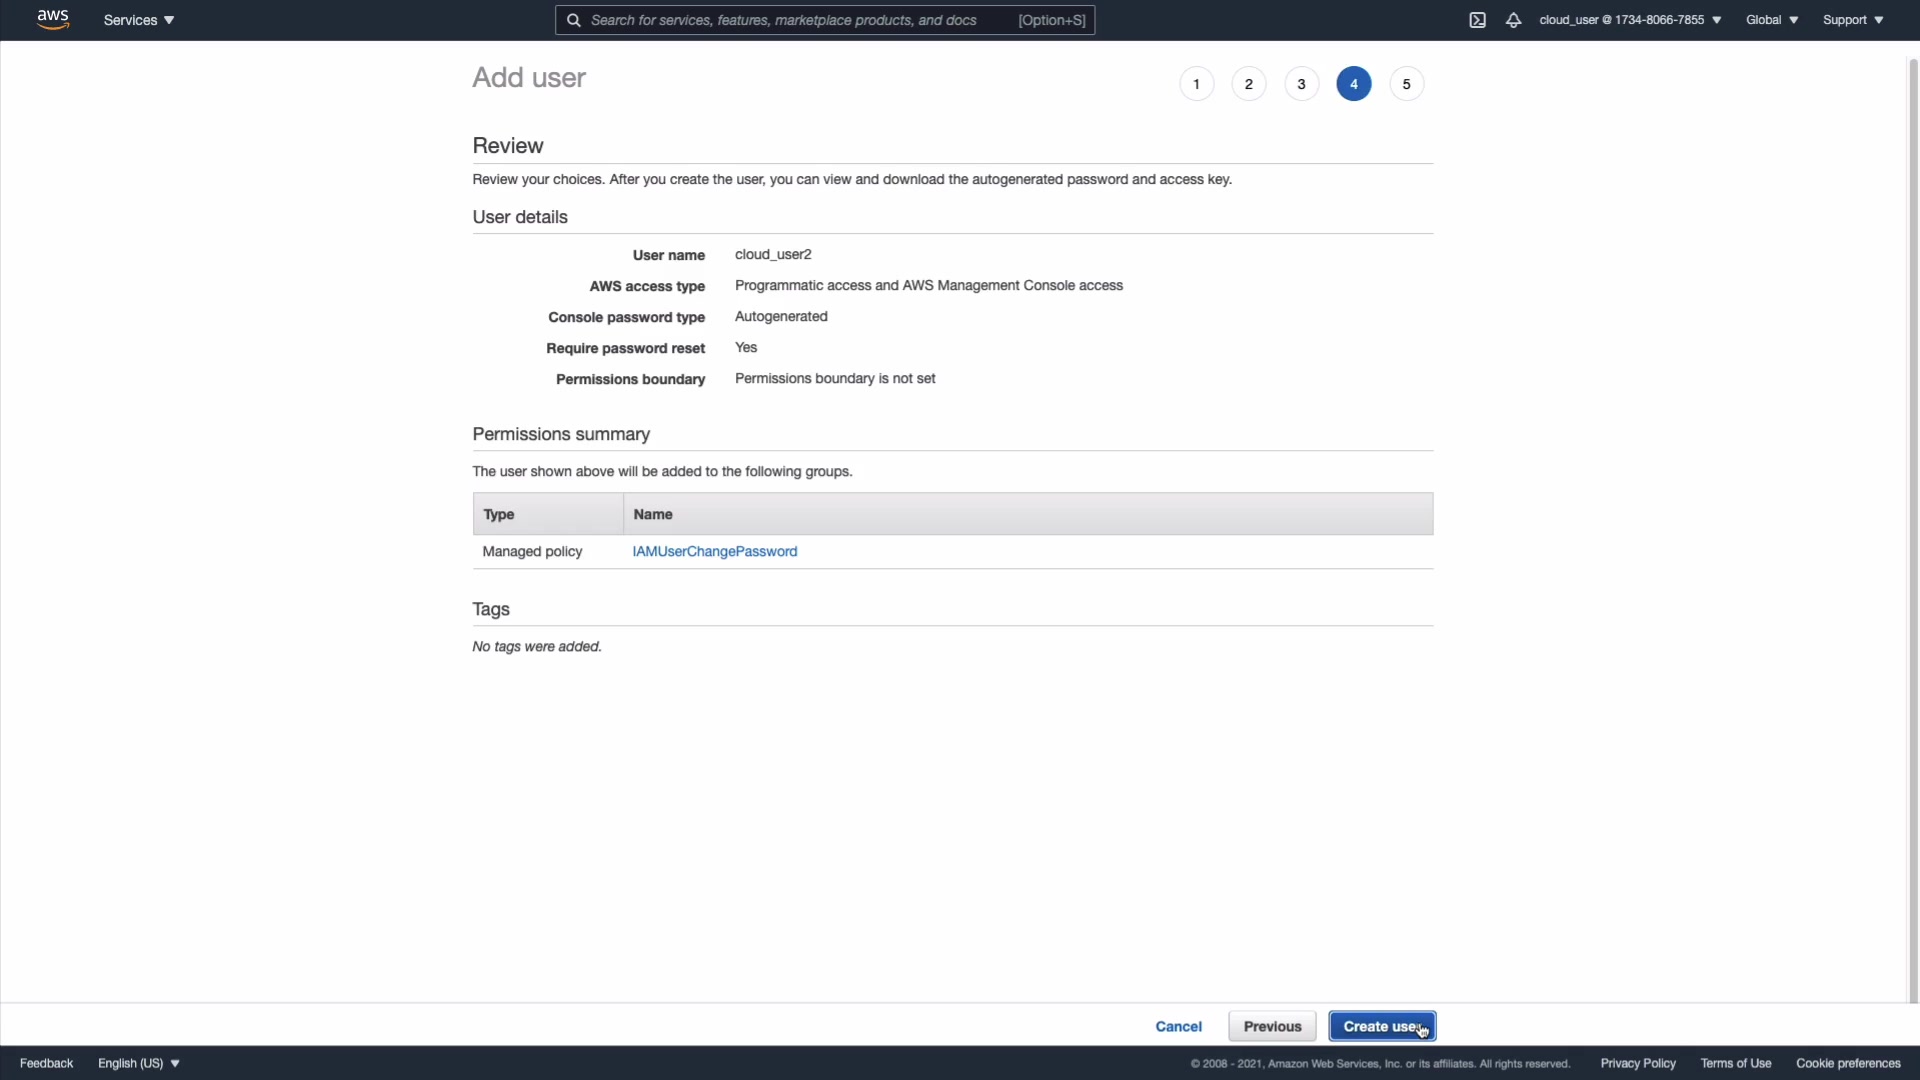 aws Services Search for services, features, marketplace products, and docs [Option+S] cloud_user @ 1734-8066-7855 Global Support
Add user 1 2 3 4 5
Review
Review your choices. After you create the user, you can view and download the autogenerated password and access key.
User details
User name cloud_user2
AWS access type Programmatic access and AWS Management Console access
Console password type Autogenerated
Require password reset Yes
Permissions boundary Permissions boundary is not set
Permissions summary
The user shown above will be added to the following groups.
Type Name
Managed policy IAMUserChangePassword
Tags
No tags were added.
Cancel Previous Create user
Feedback English (US) © 2008 - 2021, Amazon Web Services, Inc. or its affiliates. All rights reserved. Privacy Policy Terms of Use Cookie preferences